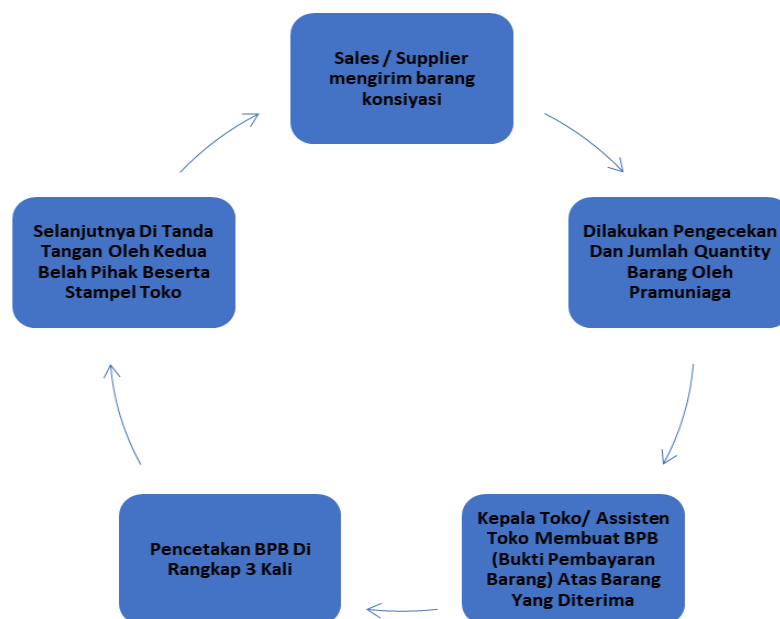 Sales / Supplier
mengirim barang
konsiyasi
Dilakukan Pengecekan
Dan Jumlah Quantity
Barang Oleh
Pramuniaga
Kepala Toko/ Assisten
Toko Membuat BPB
(Bukti Pembayaran
Barang) Atas Barang
Yang Diterima
Pencetakan BPB Di
Rangkap 3 Kali
Selanjutnya Di Tanda
Tangan Oleh Kedua
Belah Pihak Beserta
Stampel Toko